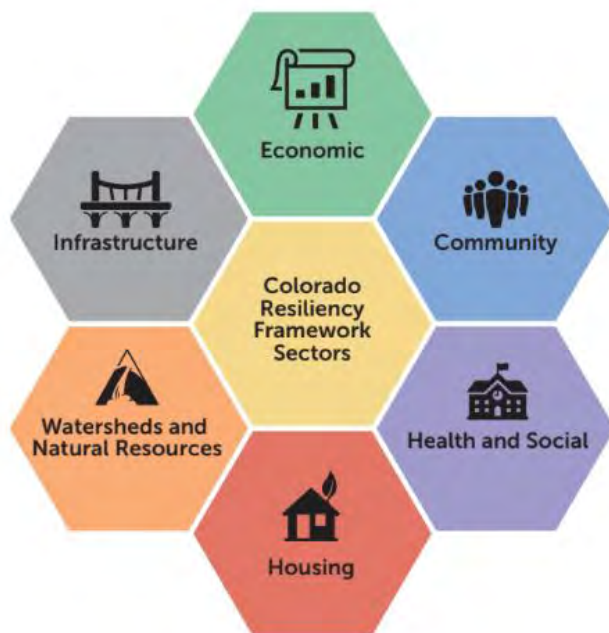 Economic
Infrastructure
Community
Colorado
Resiliency
Framework
Sectors
Watersheds and
Natural Resources
Health and Social
Housing